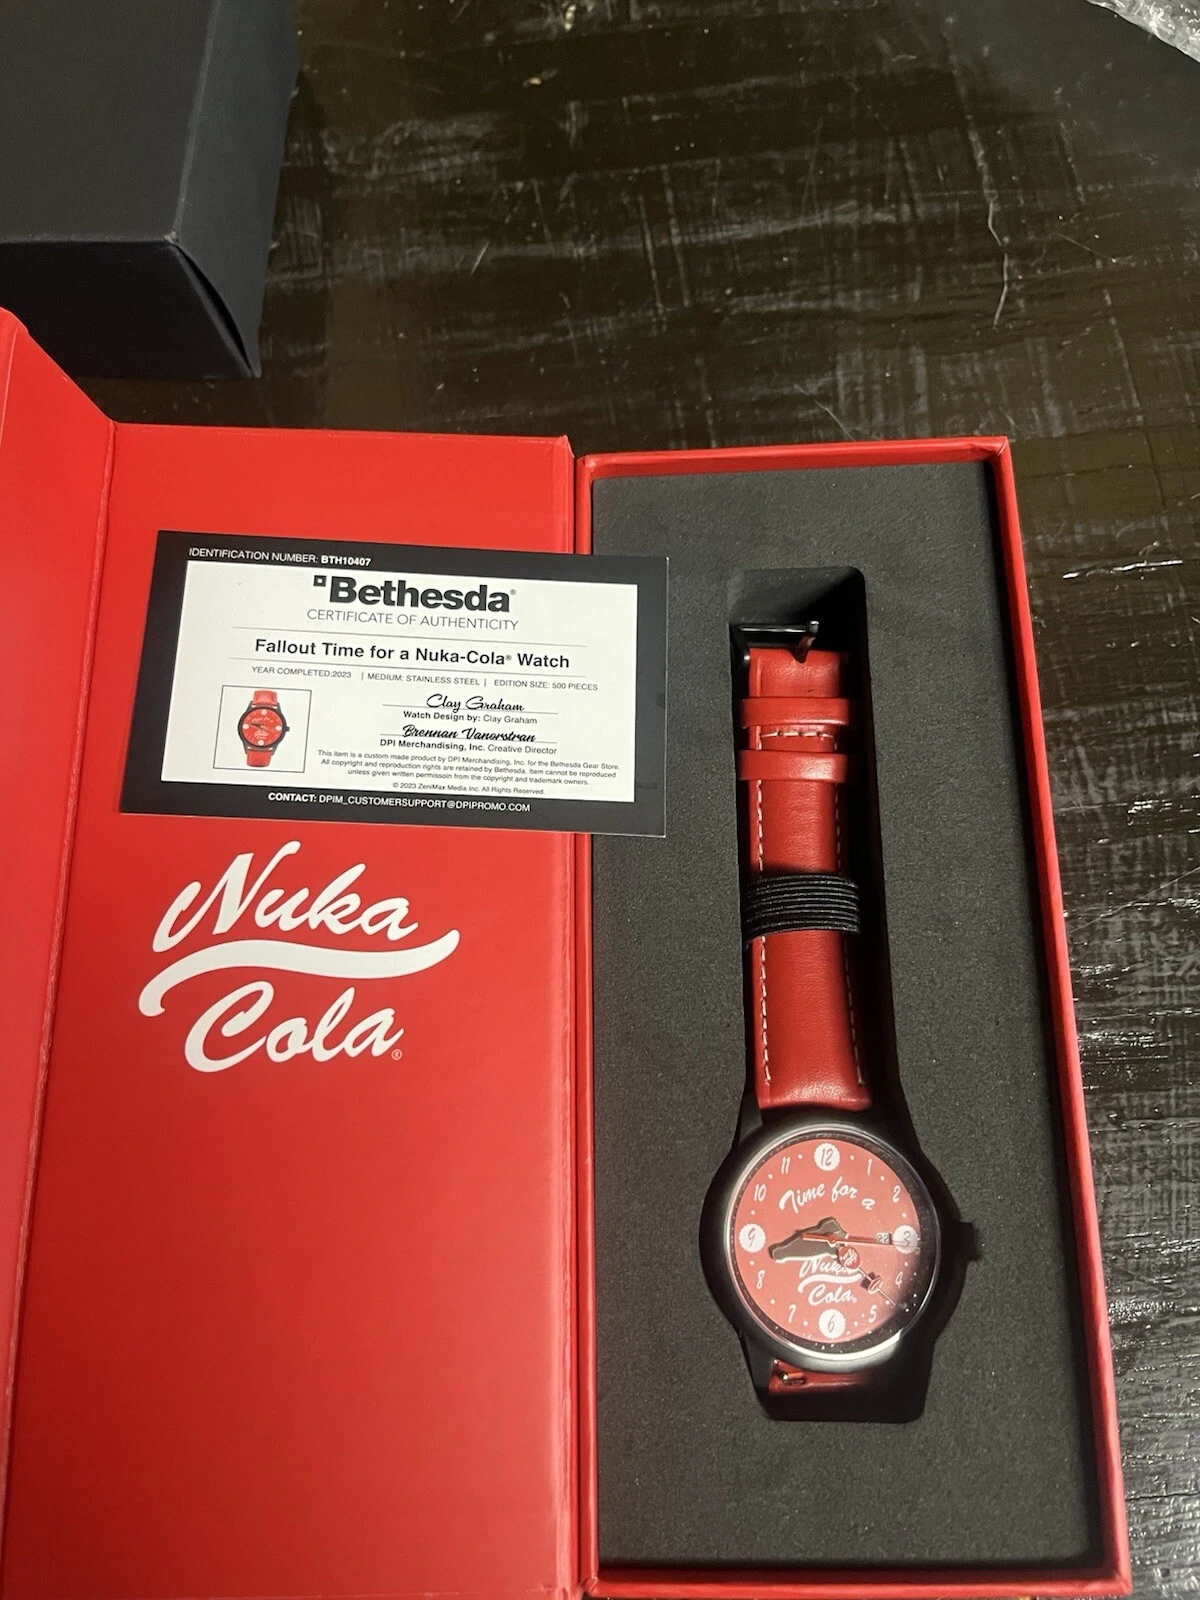 IDENTIFICATION NUMBER: BTH10407
Bethesda®
CERTIFICATE OF AUTHENTICITY
Fallout Time for a Nuka-Cola® Watch
YEAR COMPLETED:2023 | MEDIUM: STAINLESS STEEL | EDITION SIZE: 500 PIECES
Clay Graham
Watch Design by: Clay Graham
Brennan Vanorstran
DPI Merchandising, Inc. Creative Director
This item is a custom made product by DPI Merchandising, Inc. for the Bethesda Gear Store.
All copyright and reproduction rights are retained by Bethesda. Item cannot be reproduced
unless given written permissoin from the copyright and trademark owners.
© 2023 ZeniMax Media Inc. All Rights Reserved.
CONTACT: DPIM_CUSTOMERSUPPORT@DPIPROMO.COM
Nuka
Cola®
11 12 1
10 2
Time for a
9 3
Nuka
8 4
Cola®
7 6 5